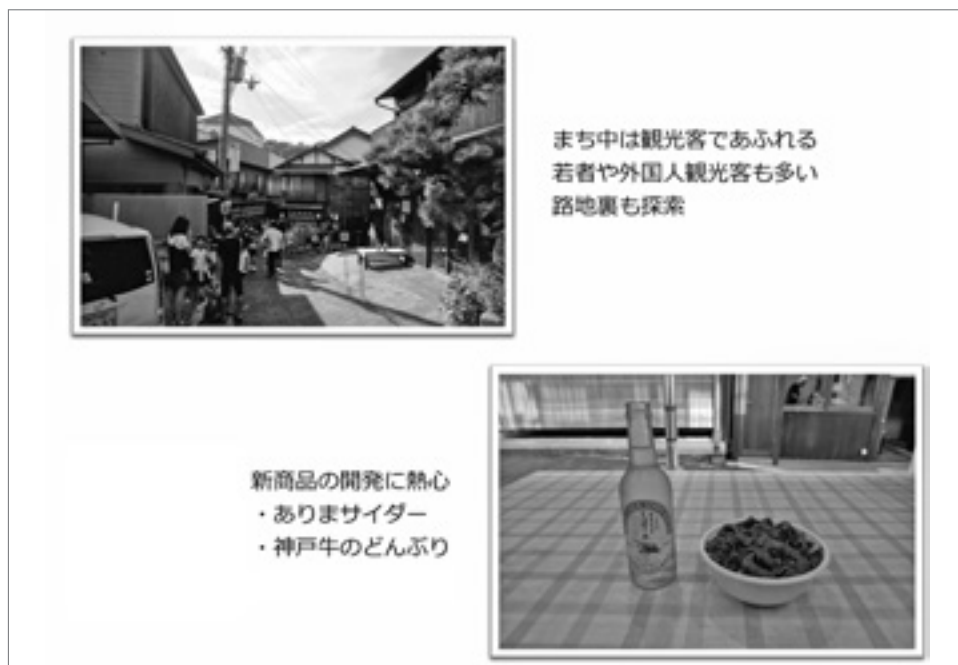 まち中は観光客であふれる
若者や外国人観光客も多い
路地裏も探索
新商品の開発に熱心
・ありまサイダー
・神戸牛のどんぶり